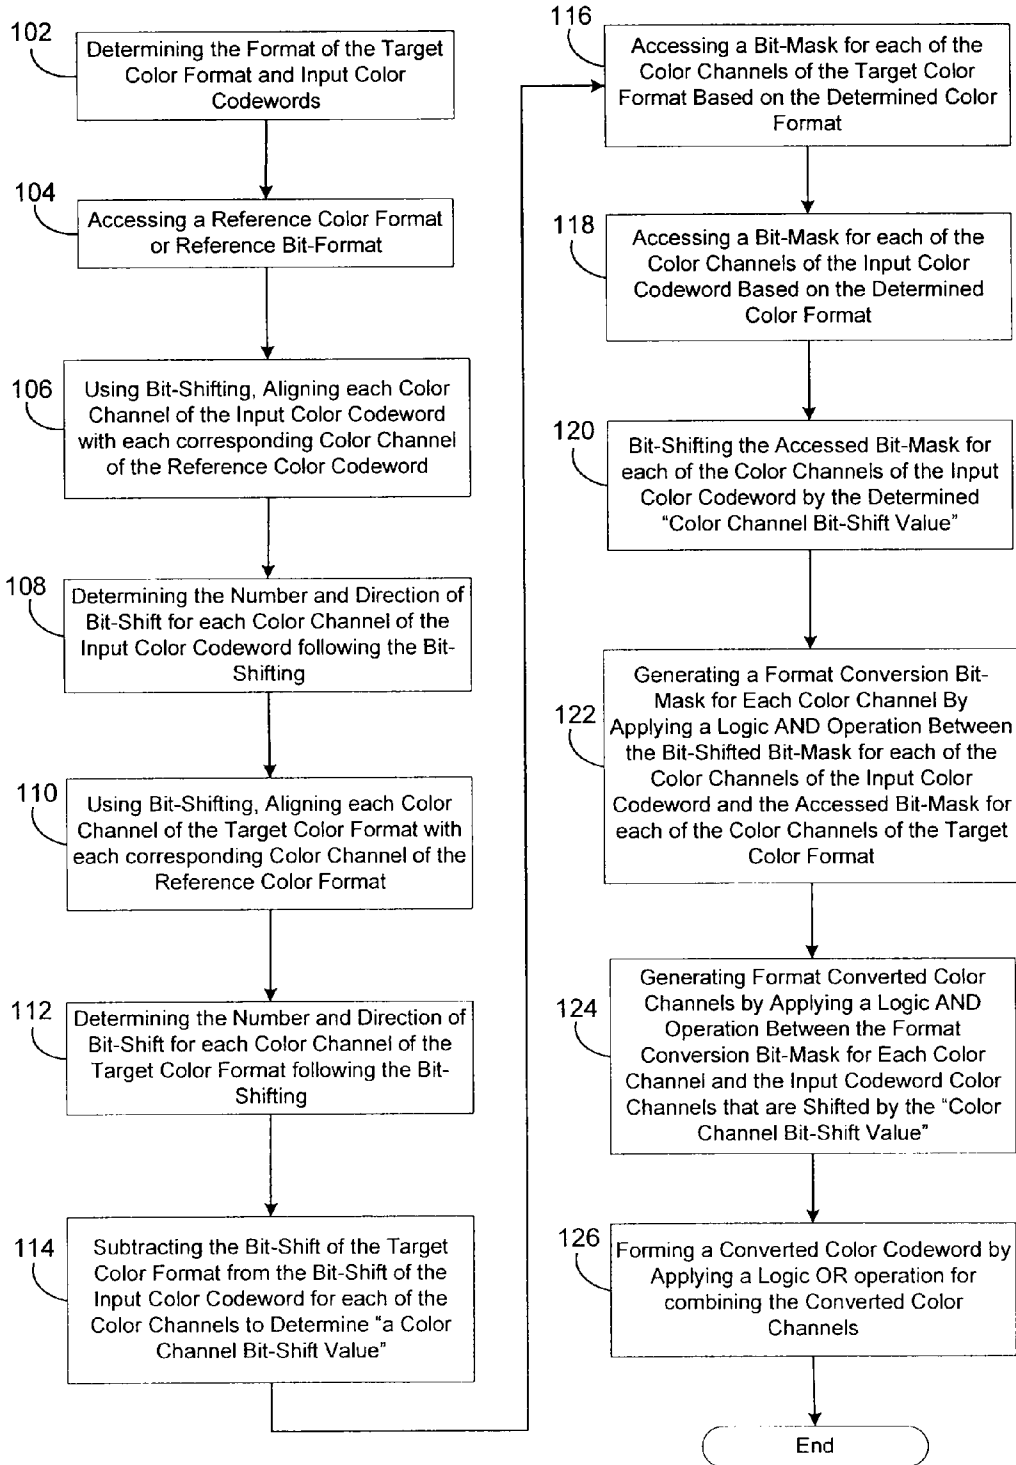 102
Determining the Format of the Target
Color Format and Input Color
Codewords
104
Accessing a Reference Color Format
or Reference Bit-Format
106
Using Bit-Shifting, Aligning each Color
Channel of the Input Color Codeword
with each corresponding Color Channel
of the Reference Color Codeword
108
Determining the Number and Direction of
Bit-Shift for each Color Channel of the
Input Color Codeword following the Bit-
Shifting
110
Using Bit-Shifting, Aligning each Color
Channel of the Target Color Format with
each corresponding Color Channel of the
Reference Color Format
112
Determining the Number and Direction of
Bit-Shift for each Color Channel of the
Target Color Format following the Bit-
Shifting
114
Subtracting the Bit-Shift of the Target
Color Format from the Bit-Shift of the
Input Color Codeword for each of the
Color Channels to Determine “a Color
Channel Bit-Shift Value”
116
Accessing a Bit-Mask for each of the
Color Channels of the Target Color
Format Based on the Determined Color
Format
118
Accessing a Bit-Mask for each of the
Color Channels of the Input Color
Codeword Based on the Determined
Color Format
120
Bit-Shifting the Accessed Bit-Mask for
each of the Color Channels of the Input
Color Codeword by the Determined
“Color Channel Bit-Shift Value”
122
Generating a Format Conversion Bit-
Mask for Each Color Channel By
Applying a Logic AND Operation Between
the Bit-Shifted Bit-Mask for each of the
Color Channels of the Input Color
Codeword and the Accessed Bit-Mask for
each of the Color Channels of the Target
Color Format
124
Generating Format Converted Color
Channels by Applying a Logic AND
Operation Between the Format
Conversion Bit-Mask for Each Color
Channel and the Input Codeword Color
Channels that are Shifted by the “Color
Channel Bit-Shift Value”
126
Forming a Converted Color Codeword by
Applying a Logic OR operation for
combining the Converted Color
Channels
End